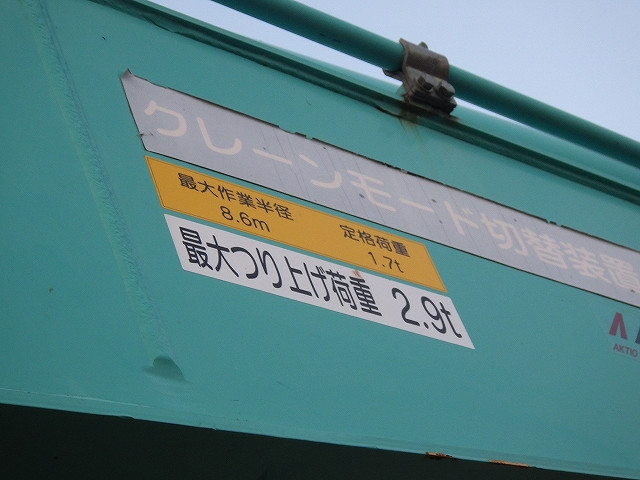 クレーンモード切替装置
最大作業半径 定格荷重
8.6m 1.7t
最大つり上げ荷重 2.9t
AKTIO